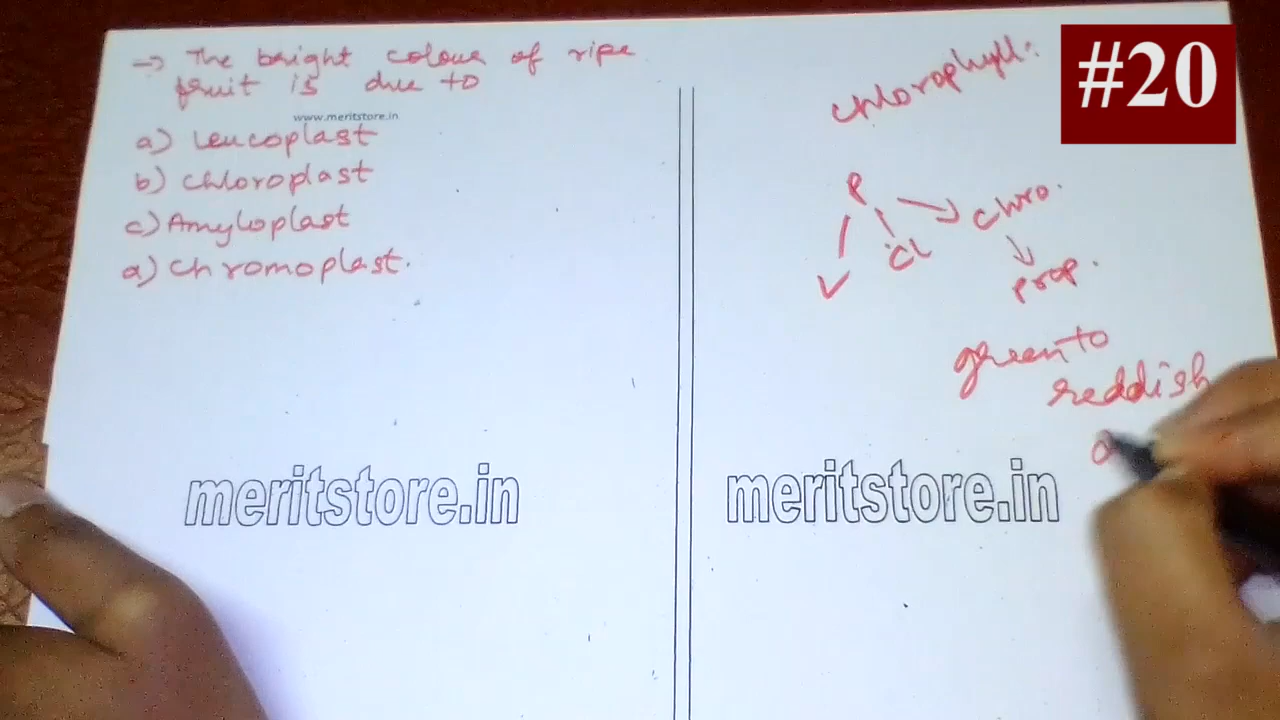 → The bright colour of ripe
fruit is due to
www.meritstore.in
a) Leucoplast
b) Chloroplast
c) Amyloplast
a) Chromoplast.
meritstore.in
#20
Chlorophyll:
P
Chro.
Cl
V
Prop.
green to
reddish
meritstore.in